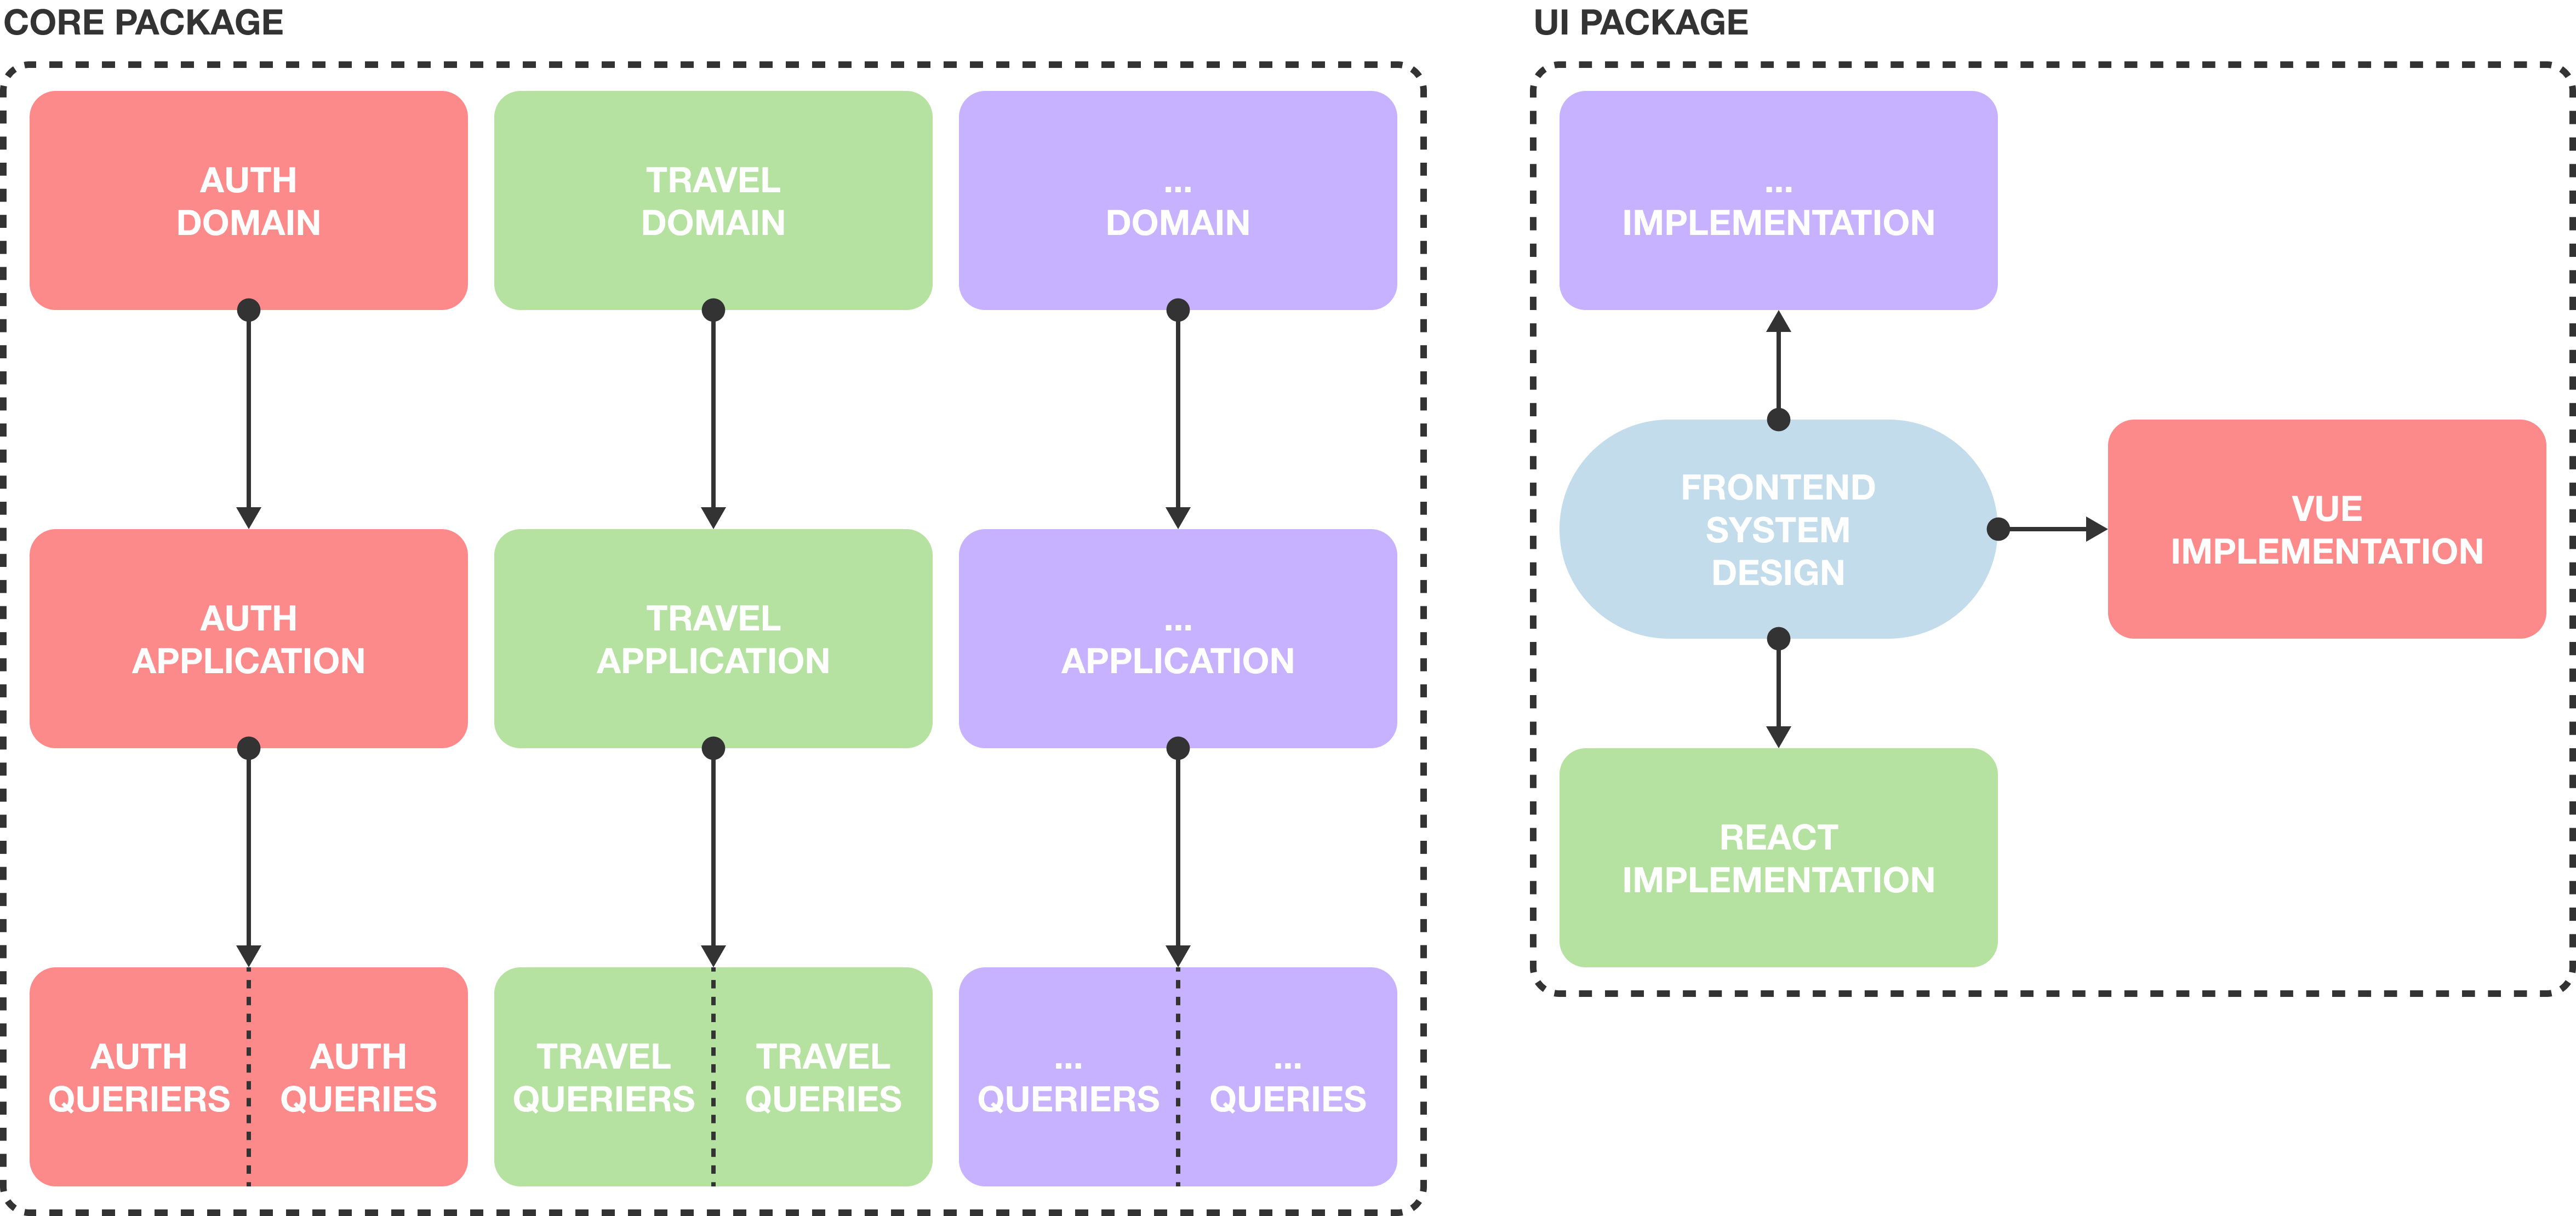 CORE PACKAGE
AUTH
DOMAIN
TRAVEL
DOMAIN
...
DOMAIN
AUTH
APPLICATION
TRAVEL
APPLICATION
...
APPLICATION
AUTH
QUERIERS
AUTH
QUERIES
TRAVEL
QUERIERS
TRAVEL
QUERIES
...
QUERIERS
...
QUERIES
UI PACKAGE
...
IMPLEMENTATION
FRONTEND
SYSTEM
DESIGN
VUE
IMPLEMENTATION
REACT
IMPLEMENTATION